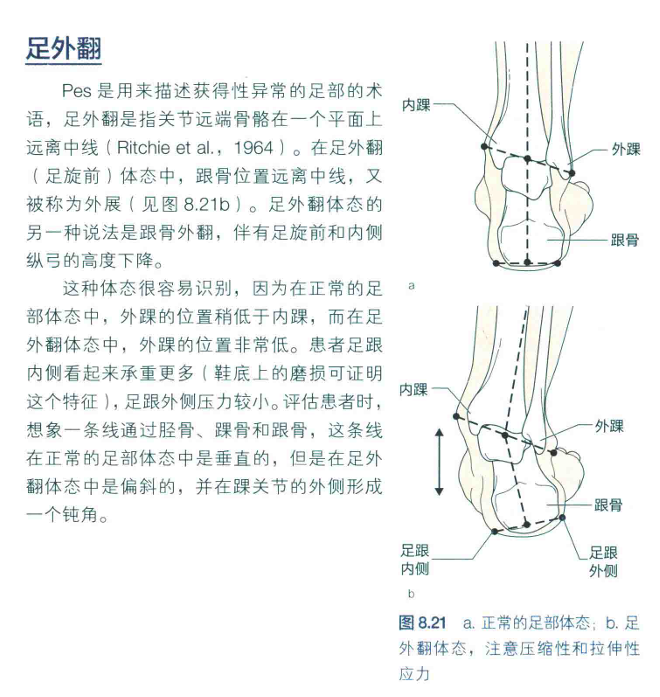 足外翻
Pes 是用来描述获得性异常的足部的术
语，足外翻是指关节远端骨骼在一个平面上
远离中线（Ritchie et al., 1964）。在足外翻
（足旋前）体态中，跟骨位置远离中线，又
被称为外展（见图 8.21b）。足外翻体态的
另一种说法是跟骨外翻，伴有足旋前和内侧
纵弓的高度下降。
这种体态很容易识别，因为在正常的足
部体态中，外踝的位置稍低于内踝，而在足
外翻体态中，外踝的位置非常低。患者足跟
内侧看起来承重更多（鞋底上的磨损可证明
这个特征），足跟外侧压力较小。评估患者时，
想象一条线通过胫骨、踝骨和跟骨，这条线
在正常的足部体态中是垂直的，但是在足外
翻体态中是偏斜的，并在踝关节的外侧形成
一个钝角。
内踝
外踝
跟骨
a
内踝
外踝
跟骨
足跟
内侧
足跟
外侧
b
图 8.21 a. 正常的足部体态；b. 足
外翻体态，注意压缩性和拉伸性
应力